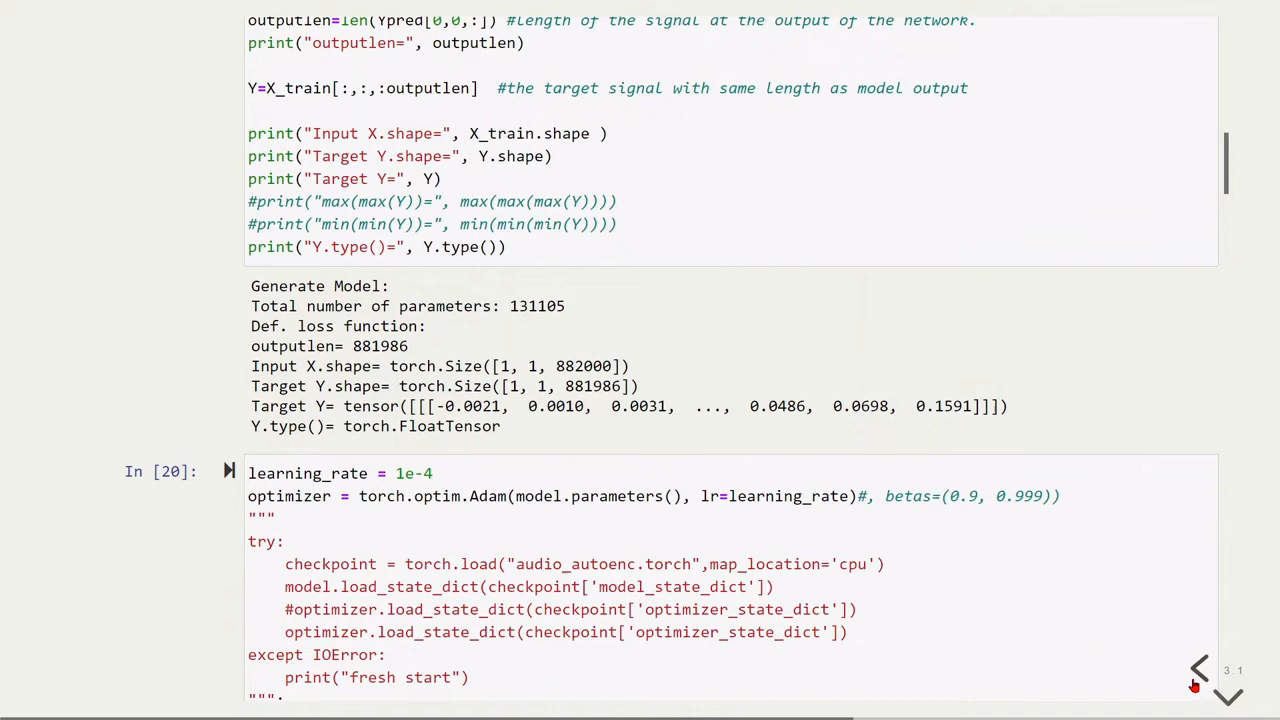 outputlen=len(Ypred[0,0,:]) #length of the signal at the output of the network.
print("outputlen=", outputlen)
Y=X_train[:,:,:outputlen]  #the target signal with same length as model output
print("Input X.shape=", X_train.shape )
print("Target Y.shape=", Y.shape)
print("Target Y=", Y)
#print("max(max(Y))=", max(max(max(Y))))
#print("min(min(Y))=", min(min(min(Y))))
print("Y.type()=", Y.type())
Generate Model:
Total number of parameters: 131105
Def. loss function:
outputlen= 881986
Input X.shape= torch.Size([1, 1, 882000])
Target Y.shape= torch.Size([1, 1, 881986])
Target Y= tensor([[[-0.0021,  0.0010,  0.0031,  ...,  0.0486,  0.0698,  0.1591]]])
Y.type()= torch.FloatTensor
In [20]:
learning_rate = 1e-4
optimizer = torch.optim.Adam(model.parameters(), lr=learning_rate)#, betas=(0.9, 0.999))
"""
try:
    checkpoint = torch.load("audio_autoenc.torch",map_location='cpu')
    model.load_state_dict(checkpoint['model_state_dict'])
    #optimizer.load_state_dict(checkpoint['optimizer_state_dict'])
    optimizer.load_state_dict(checkpoint['optimizer_state_dict'])
except IOError:
    print("fresh start")
""";
3.1